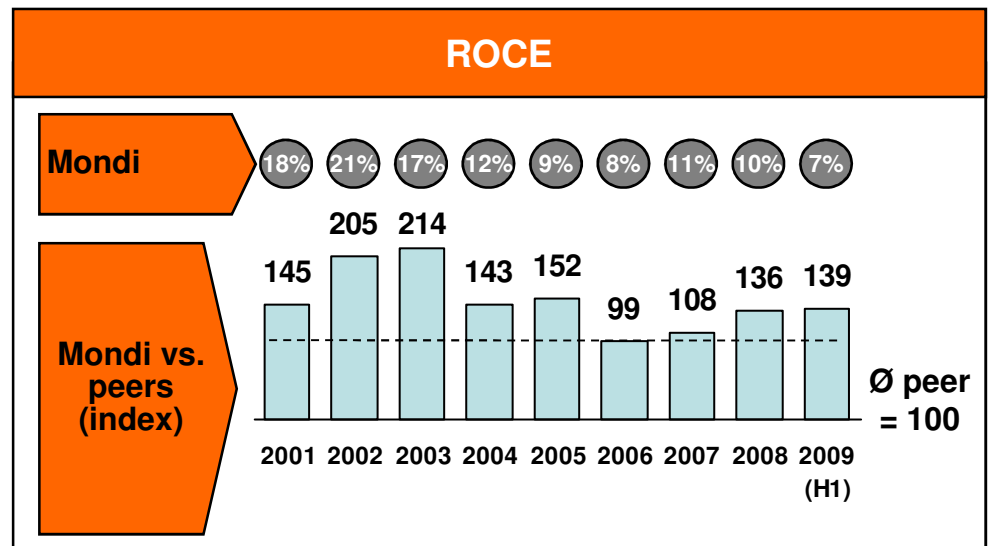 ROCE
Mondi
18% 21% 17% 12% 9% 8% 11% 10% 7%
145 205 214 143 152 99 108 136 139
Mondi vs.
peers
(index)
Ø peer
= 100
2001 2002 2003 2004 2005 2006 2007 2008 2009
(H1)